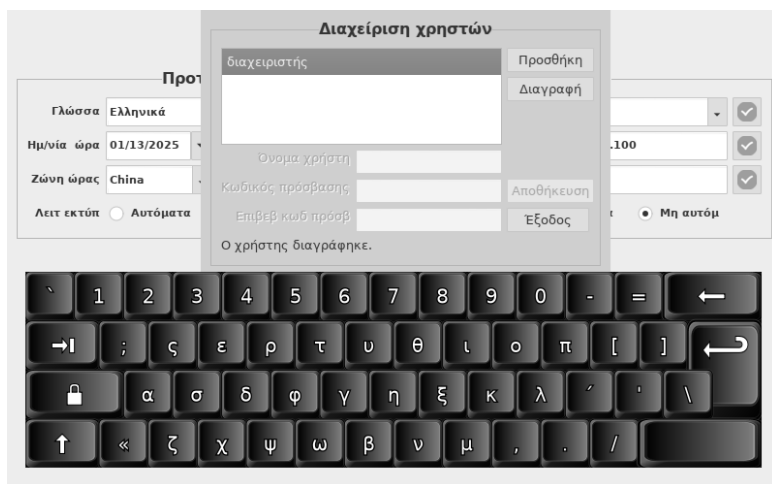 Διαχείριση χρηστών
διαχειριστής
Προσθήκη
Διαγραφή
Όνομα χρήστη
Κωδικός πρόσβασης
Αποθήκευση
Επιβεβ κωδ πρόσβ
Έξοδος
Ο χρήστης διαγράφηκε.
Γλώσσα Ελληνικά
Ημ/νία ώρα 01/13/2025 .100
Ζώνη ώρας China
Λειτ εκτύπ Αυτόματα Μη αυτόμ
` 1 2 3 4 5 6 7 8 9 0 - =
; ς ε ρ τ υ θ ι ο π [ ]
α σ δ φ γ η ξ κ λ ΄ ' \
« ζ χ ψ ω β ν μ , . /